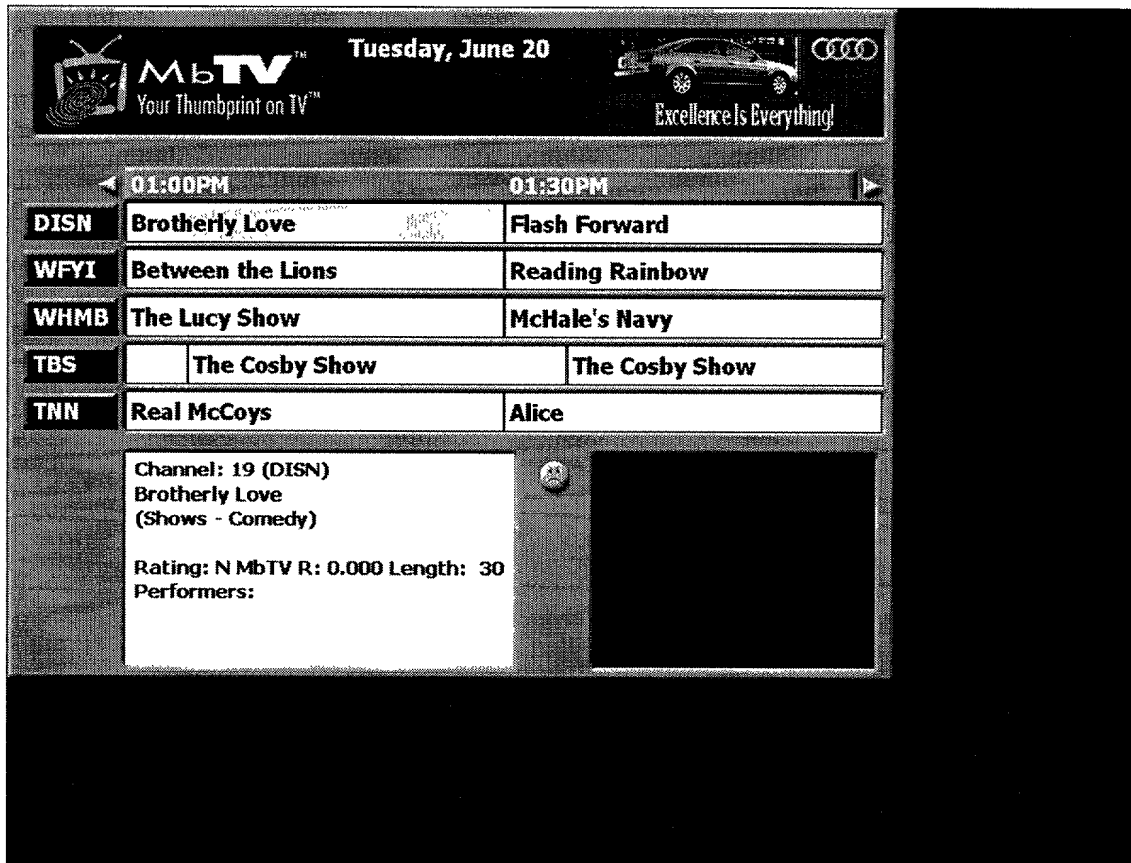 Tuesday, June 20
MbTV™
Your Thumbprint on TV™
Excellence Is Everything!
01:00PM 01:30PM
DISN Brotherly Love Flash Forward
WFYI Between the Lions Reading Rainbow
WHMB The Lucy Show McHale's Navy
TBS The Cosby Show The Cosby Show
TNN Real McCoys Alice
Channel: 19 (DISN)
Brotherly Love
(Shows - Comedy)
Rating: N MbTV R: 0.000 Length: 30
Performers: